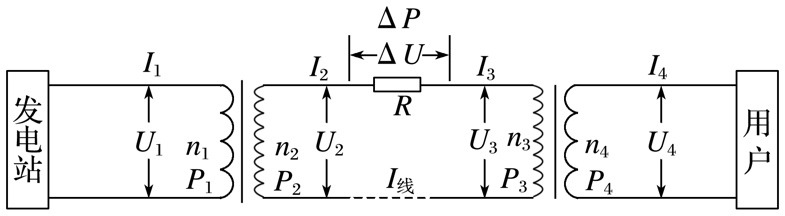 ΔP
ΔU
I₁ I₂ I₃ I₄
R
发电站 U₁ n₁ n₂ U₂ U₃ n₃ n₄ U₄ 用户
P₁ P₂ I线 P₃ P₄